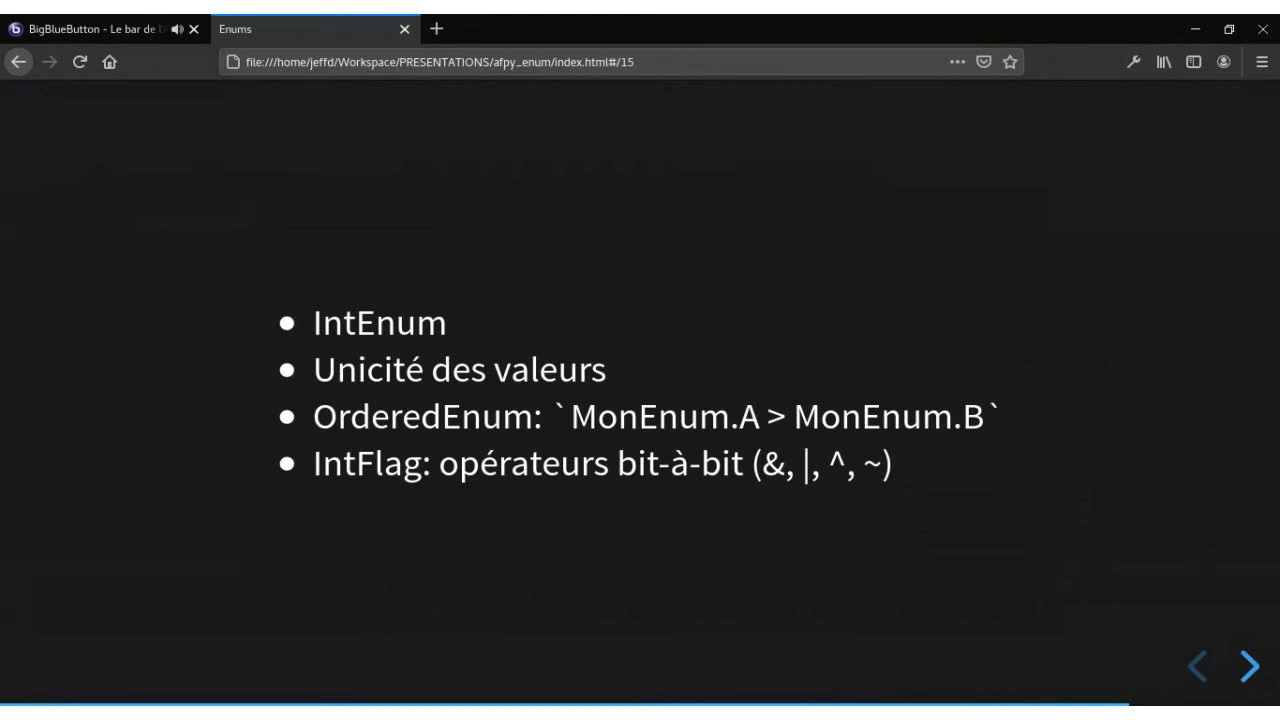 BigBlueButton - Le bar de l'
Enums
file:///home/jeffd/Workspace/PRESENTATIONS/afpy_enum/index.html#/15
IntEnum
Unicité des valeurs
OrderedEnum: `MonEnum.A > MonEnum.B`
IntFlag: opérateurs bit-à-bit (&, |, ^, ~)